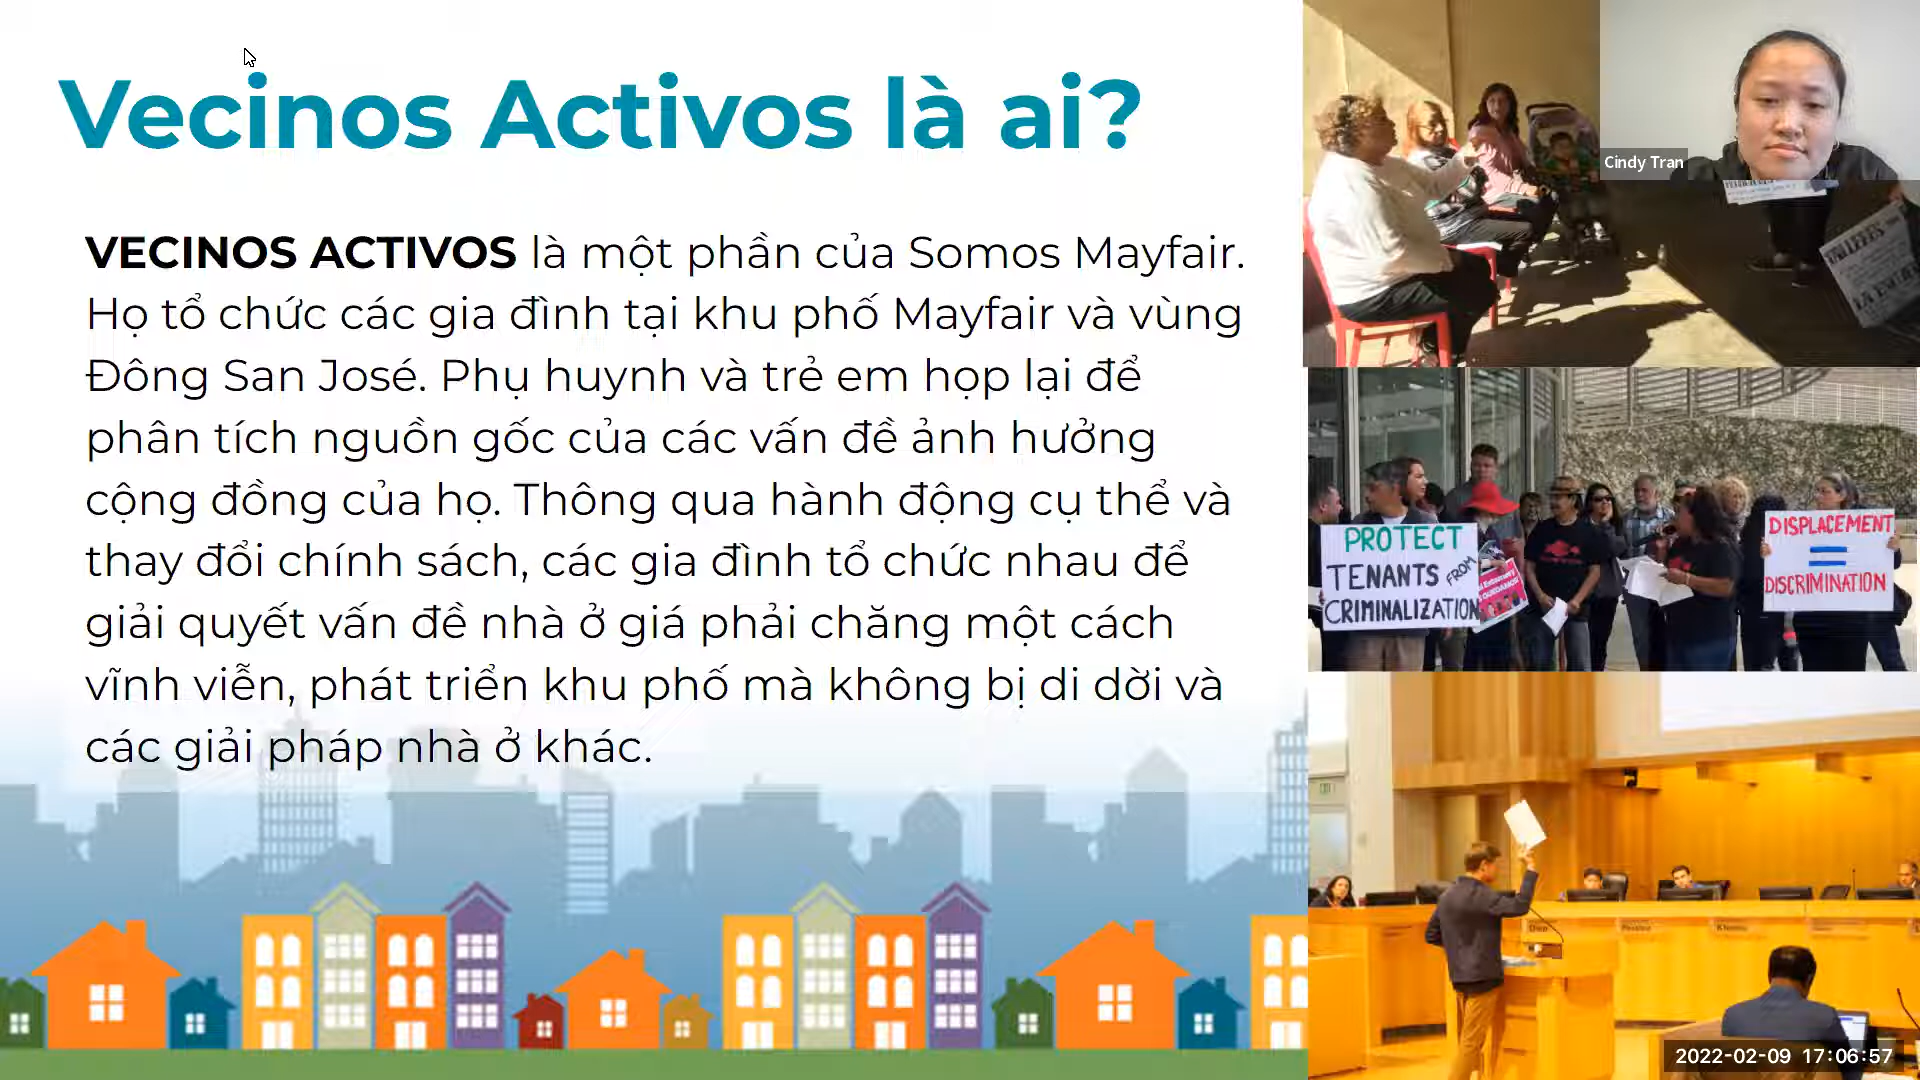 Vecinos Activos là ai?
VECINOS ACTIVOS là một phần của Somos Mayfair.
Họ tổ chức các gia đình tại khu phố Mayfair và vùng
Đông San José. Phụ huynh và trẻ em họp lại để
phân tích nguồn gốc của các vấn đề ảnh hưởng
cộng đồng của họ. Thông qua hành động cụ thể và
thay đổi chính sách, các gia đình tổ chức nhau để
giải quyết vấn đề nhà ở giá phải chăng một cách
vĩnh viễn, phát triển khu phố mà không bị di dời và
các giải pháp nhà ở khác.
Cindy Tran
PROTECT
TENANTS FROM
CRIMINALIZATION
DISPLACEMENT
=
DISCRIMINATION
2022-02-09 17:06:57